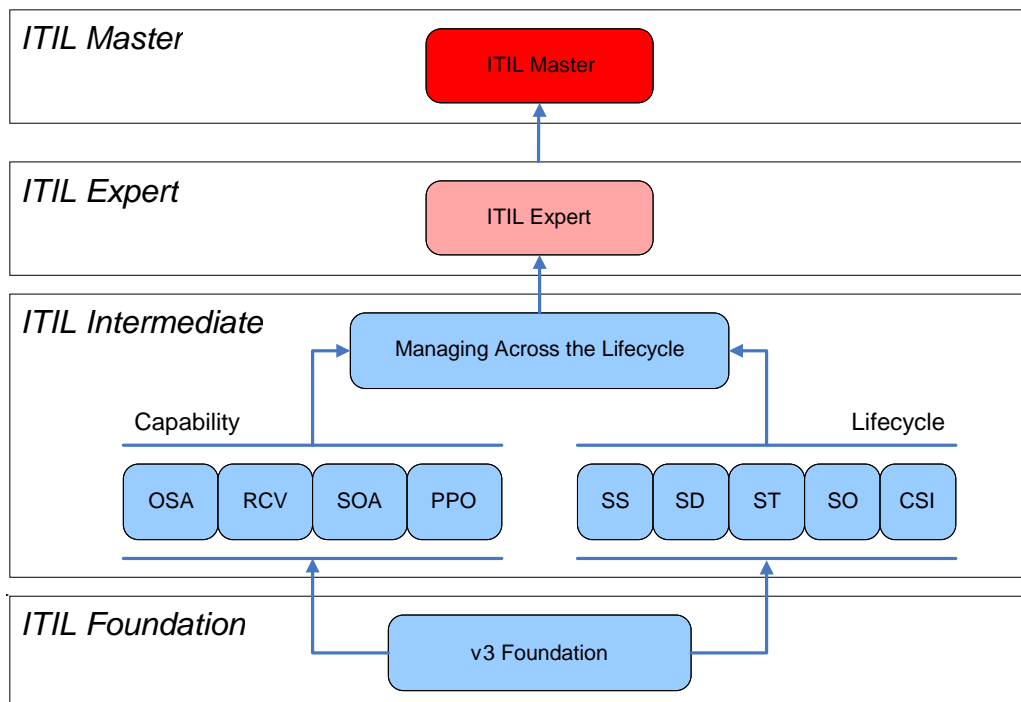 ITIL Master
ITIL Master
ITIL Expert
ITIL Expert
ITIL Intermediate
Managing Across the Lifecycle
Capability
Lifecycle
OSA
RCV
SOA
PPO
SS
SD
ST
SO
CSI
ITIL Foundation
v3 Foundation